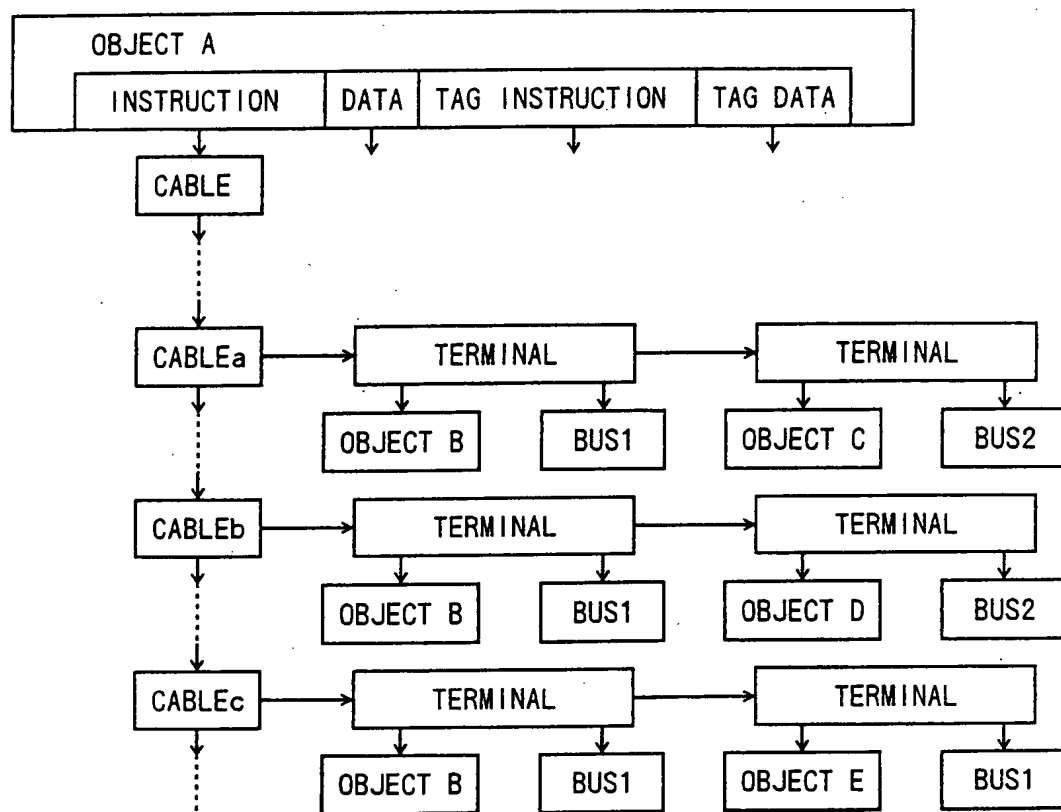 OBJECT A
INSTRUCTION DATA TAG INSTRUCTION TAG DATA
CABLE
CABLEa TERMINAL TERMINAL
OBJECT B BUS1 OBJECT C BUS2
CABLEb TERMINAL TERMINAL
OBJECT B BUS1 OBJECT D BUS2
CABLEc TERMINAL TERMINAL
OBJECT B BUS1 OBJECT E BUS1